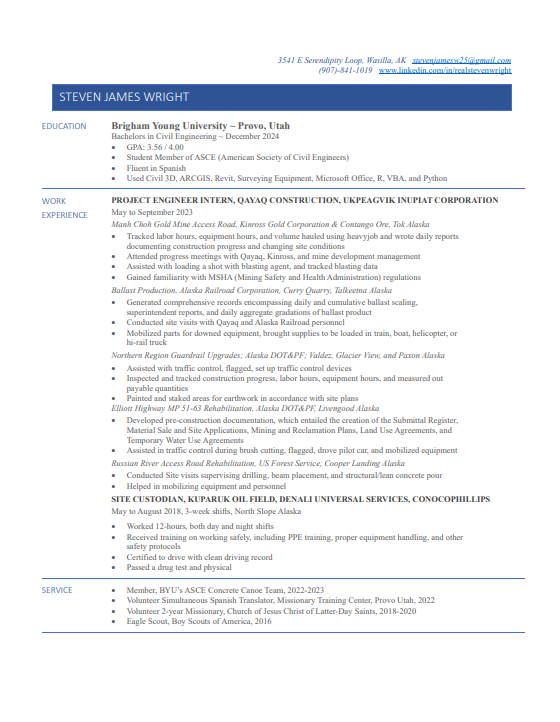 3541 E Serendipity Loop, Wasilla, AK stevenjamesw25@gmail.com
(907)-841-1019 www.linkedin.com/in/realstevenwright
STEVEN JAMES WRIGHT
EDUCATION
Brigham Young University ~ Provo, Utah
Bachelors in Civil Engineering ~ December 2024
• GPA: 3.56 / 4.00
• Student Member of ASCE (American Society of Civil Engineers)
• Fluent in Spanish
• Used Civil 3D, ARCGIS, Revit, Surveying Equipment, Microsoft Office, R, VBA, and Python
WORK
EXPERIENCE
PROJECT ENGINEER INTERN, QAYAQ CONSTRUCTION, UKPEAGVIK INUPIAT CORPORATION
May to September 2023
Manh Choh Gold Mine Access Road, Kinross Gold Corporation & Contango Ore, Tok Alaska
• Tracked labor hours, equipment hours, and volume hauled using heavyjob and wrote daily reports
documenting construction progress and changing site conditions
• Attended progress meetings with Qayaq, Kinross, and mine development management
• Assisted with loading a shot with blasting agent, and tracked blasting data
• Gained familiarity with MSHA (Mining Safety and Health Administration) regulations
Ballast Production, Alaska Railroad Corporation, Curry Quarry, Talkeetna Alaska
• Generated comprehensive records encompassing daily and cumulative ballast scaling,
superintendent reports, and daily aggregate gradations of ballast product
• Conducted site visits with Qayaq and Alaska Railroad personnel
• Mobilized parts for downed equipment, brought supplies to be loaded in train, boat, helicopter, or
hi-rail truck
Northern Region Guardrail Upgrades; Alaska DOT&PF; Valdez, Glacier View, and Paxon Alaska
• Assisted with traffic control, flagged, set up traffic control devices
• Inspected and tracked construction progress, labor hours, equipment hours, and measured out
payable quantities
• Painted and staked areas for earthwork in accordance with site plans
Elliott Highway MP 51-63 Rehabilitation, Alaska DOT&PF, Livengood Alaska
• Developed pre-construction documentation, which entailed the creation of the Submittal Register,
Material Sale and Site Applications, Mining and Reclamation Plans, Land Use Agreements, and
Temporary Water Use Agreements
• Assisted in traffic control during brush cutting, flagged, drove pilot car, and mobilized equipment
Russian River Access Road Rehabilitation, US Forest Service, Cooper Landing Alaska
• Conducted Site visits supervising drilling, beam placement, and structural/lean concrete pour
• Helped in mobilizing equipment and personnel
SITE CUSTODIAN, KUPARUK OIL FIELD, DENALI UNIVERSAL SERVICES, CONOCOPHILLIPS
May to August 2018, 3-week shifts, North Slope Alaska
• Worked 12-hours, both day and night shifts
• Received training on working safely, including PPE training, proper equipment handling, and other
safety protocols
• Certified to drive with clean driving record
• Passed a drug test and physical
SERVICE
• Member, BYU's ASCE Concrete Canoe Team, 2022-2023
• Volunteer Simultaneous Spanish Translator, Missionary Training Center, Provo Utah, 2022
• Volunteer 2-year Missionary, Church of Jesus Christ of Latter-Day Saints, 2018-2020
• Eagle Scout, Boy Scouts of America, 2016